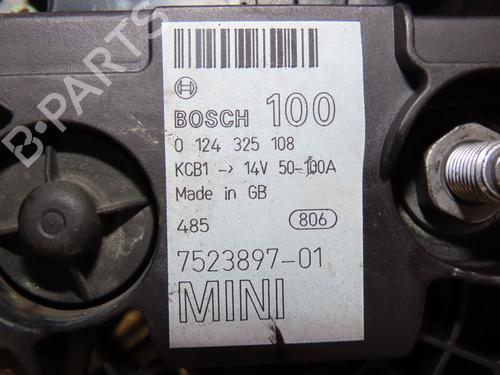 B-PARTS
BOSCH 100
0 124 325 108
KCB1 -> 14V 50-100A
Made in GB
485 806
7523897-01
MINI